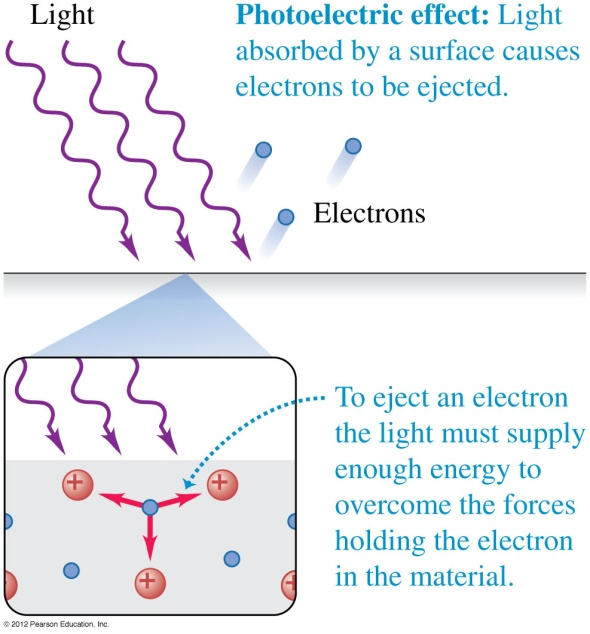 Light
Photoelectric effect: Light
absorbed by a surface causes
electrons to be ejected.
Electrons
To eject an electron
the light must supply
enough energy to
overcome the forces
holding the electron
in the material.
+
+
+
+
+
© 2012 Pearson Education, Inc.